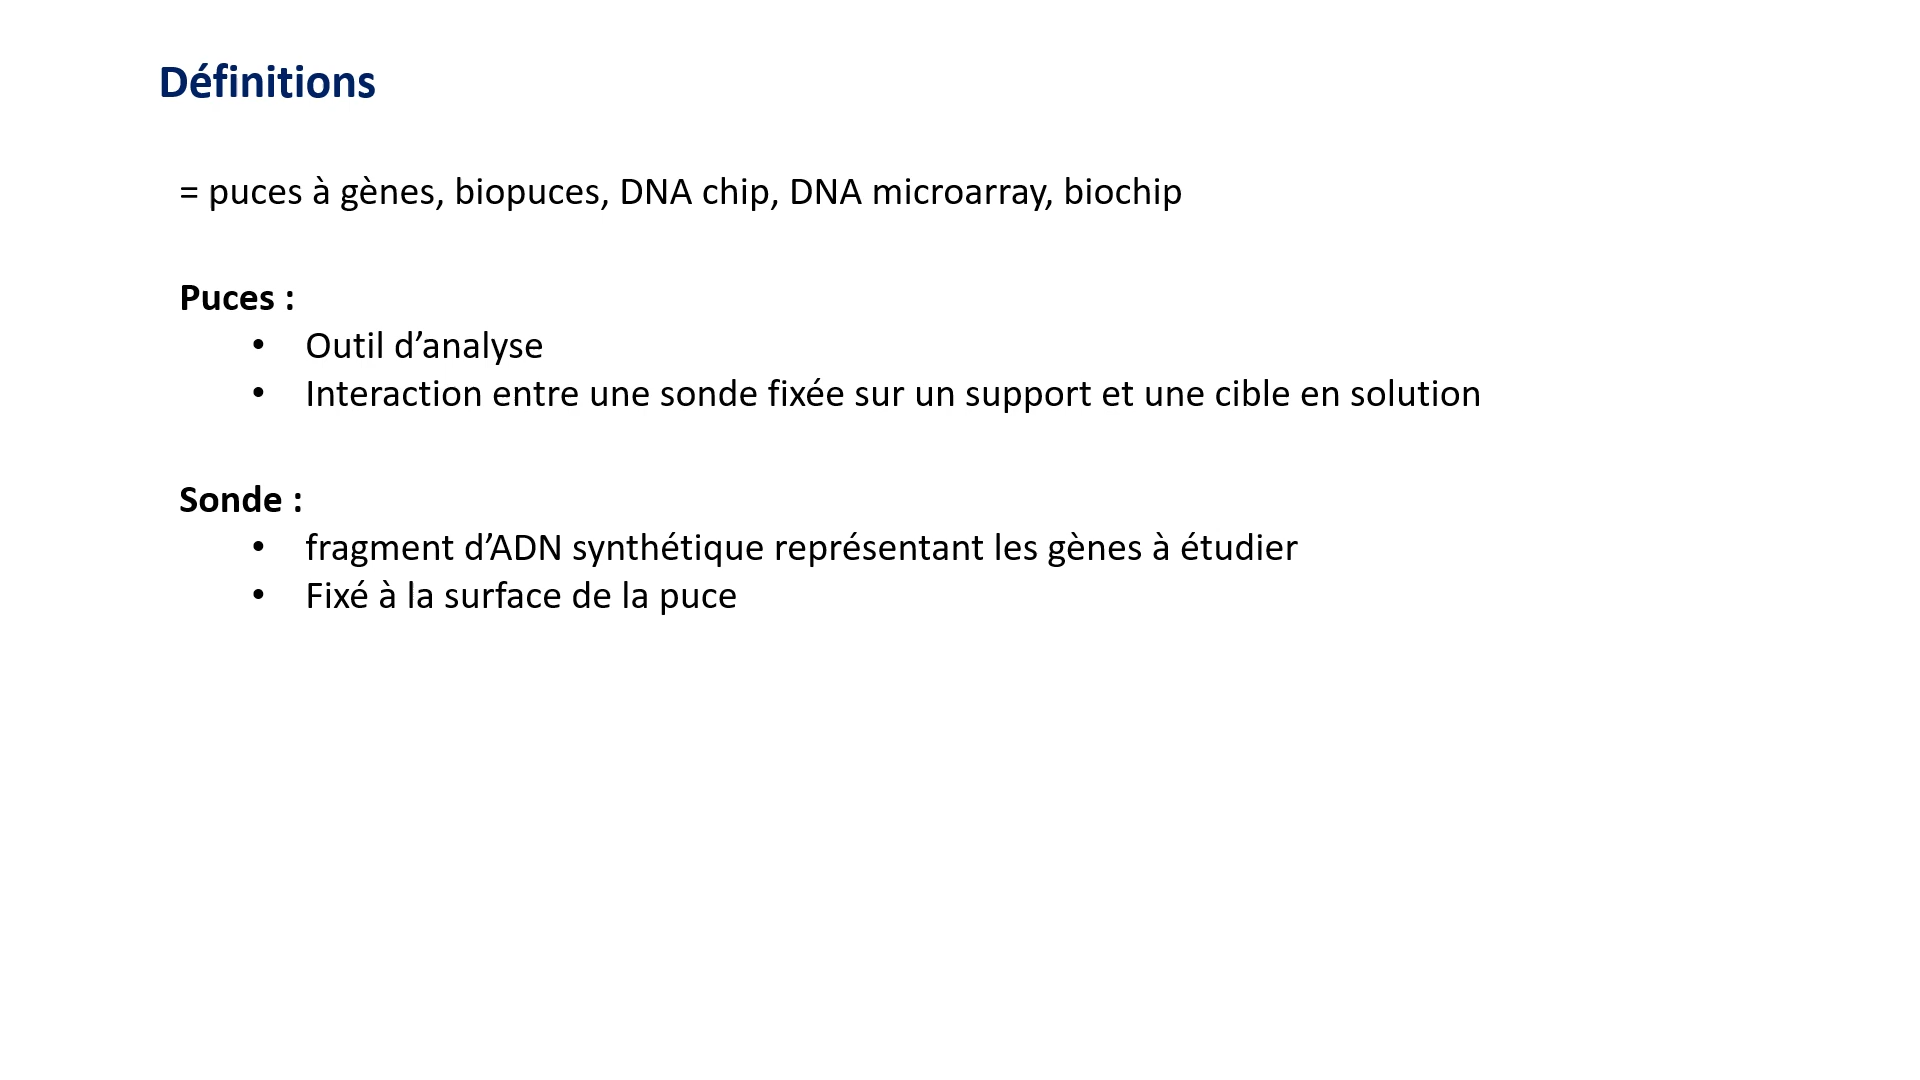 Définitions
= puces à gènes, biopuces, DNA chip, DNA microarray, biochip
Puces :
• Outil d’analyse
• Interaction entre une sonde fixée sur un support et une cible en solution
Sonde :
• fragment d’ADN synthétique représentant les gènes à étudier
• Fixé à la surface de la puce